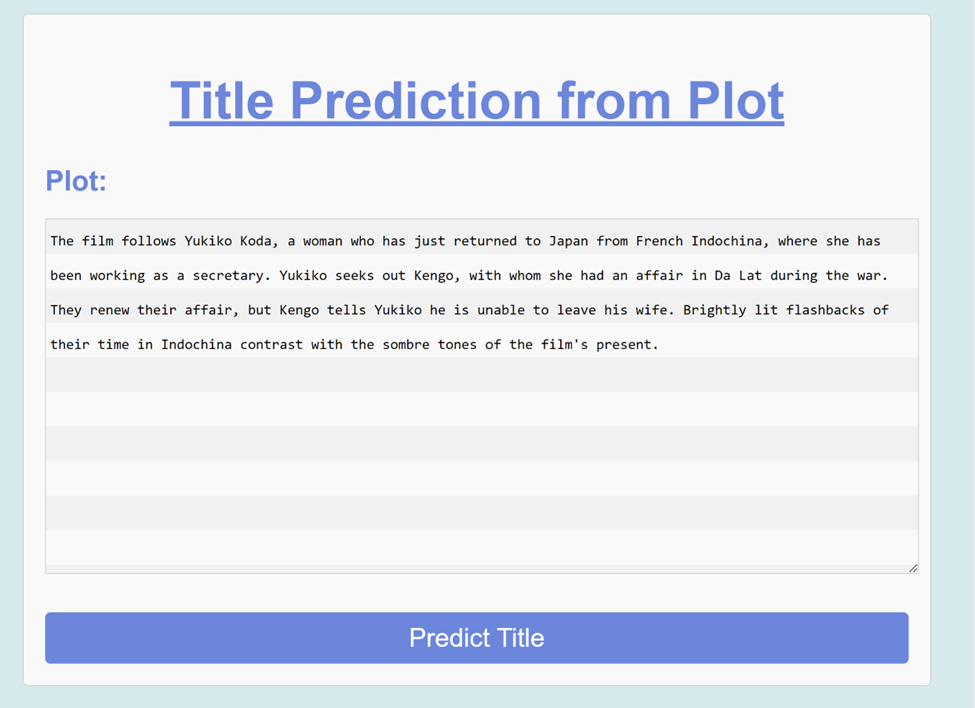 Title Prediction from Plot
Plot:
The film follows Yukiko Koda, a woman who has just returned to Japan from French Indochina, where she has
been working as a secretary. Yukiko seeks out Kengo, with whom she had an affair in Da Lat during the war.
They renew their affair, but Kengo tells Yukiko he is unable to leave his wife. Brightly lit flashbacks of
their time in Indochina contrast with the sombre tones of the film's present.
Predict Title